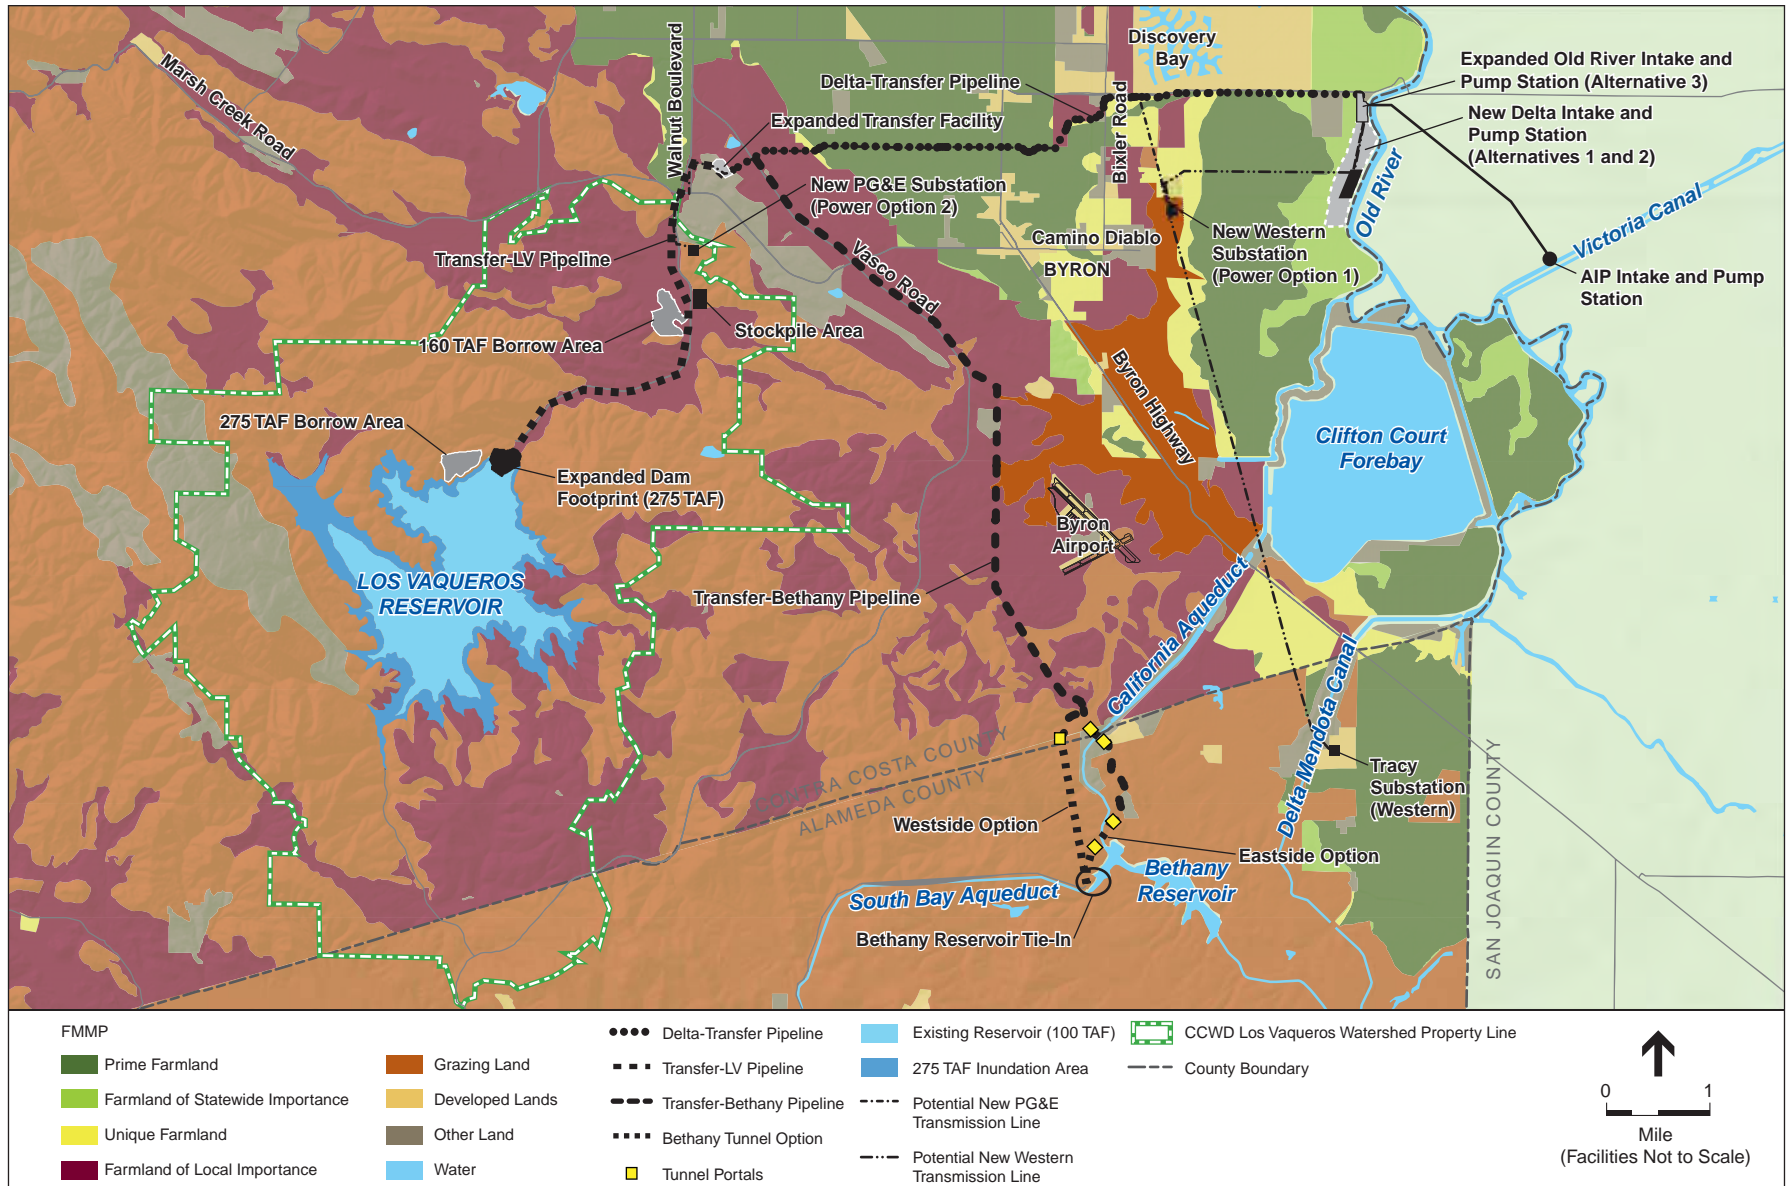 Marsh Creek Road
Walnut Boulevard
Discovery
Bay
Delta-Transfer Pipeline
Expanded Old River Intake and
Pump Station (Alternative 3)
Expanded Transfer Facility
Bixler Road
New Delta Intake and
Pump Station
(Alternatives 1 and 2)
New PG&E Substation
(Power Option 2)
Old River
Victoria Canal
Transfer-LV Pipeline
Vasco Road
Camino Diablo
BYRON
New Western
Substation
(Power Option 1)
AIP Intake and Pump
Station
Stockpile Area
160 TAF Borrow Area
Byron Highway
275 TAF Borrow Area
Clifton Court
Forebay
Expanded Dam
Footprint (275 TAF)
Byron
Airport
LOS VAQUEROS
RESERVOIR
Transfer-Bethany Pipeline
California Aqueduct
Delta Mendota Canal
CONTRA COSTA COUNTY
ALAMEDA COUNTY
SAN JOAQUIN COUNTY
Tracy
Substation
(Western)
Westside Option
Eastside Option
Bethany
Reservoir
South Bay Aqueduct
Bethany Reservoir Tie-In
FMMP
Prime Farmland
Farmland of Statewide Importance
Unique Farmland
Farmland of Local Importance
Grazing Land
Developed Lands
Other Land
Water
Delta-Transfer Pipeline
Transfer-LV Pipeline
Transfer-Bethany Pipeline
Bethany Tunnel Option
Tunnel Portals
Existing Reservoir (100 TAF)
275 TAF Inundation Area
Potential New PG&E
Transmission Line
Potential New Western
Transmission Line
CCWD Los Vaqueros Watershed Property Line
County Boundary
0 1
Mile
(Facilities Not to Scale)